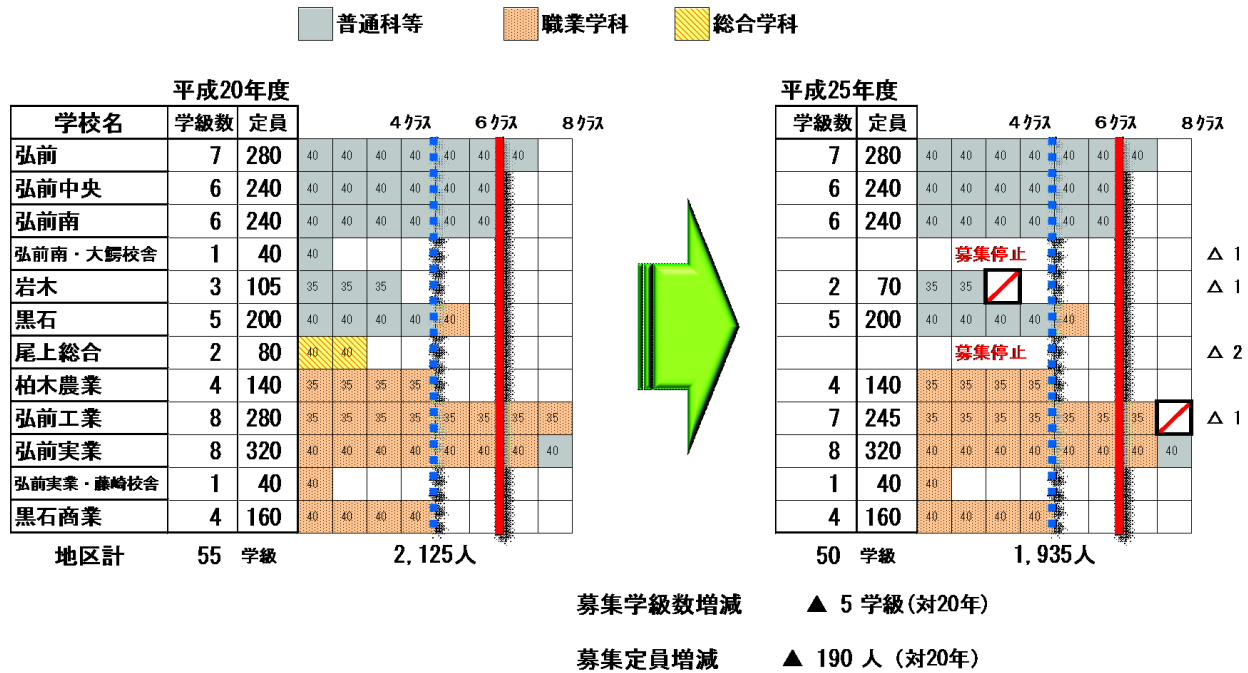 普通科等 職業学科 総合学科
平成20年度 平成25年度
学校名 学級数 定員 4クラス 6クラス 8クラス 学級数 定員 4クラス 6クラス 8クラス
弘前 7 280 40 40 40 40 40 40 40 7 280 40 40 40 40 40 40 40
弘前中央 6 240 40 40 40 40 40 40 6 240 40 40 40 40 40 40
弘前南 6 240 40 40 40 40 40 40 6 240 40 40 40 40 40 40
弘前南・大鰐校舎 1 40 40 募集停止 △ 1
岩木 3 105 35 35 35 2 70 35 35 △ 1
黒石 5 200 40 40 40 40 40 5 200 40 40 40 40 40
尾上総合 2 80 40 40 募集停止 △ 2
柏木農業 4 140 35 35 35 35 4 140 35 35 35 35
弘前工業 8 280 35 35 35 35 35 35 35 35 7 245 35 35 35 35 35 35 35 △ 1
弘前実業 8 320 40 40 40 40 40 40 40 40 8 320 40 40 40 40 40 40 40 40
弘前実業・藤崎校舎 1 40 40 1 40 40
黒石商業 4 160 40 40 40 40 4 160 40 40 40 40
地区計 55 学級 2,125人 50 学級 1,935人
募集学級数増減 ▲ 5 学級(対20年)
募集定員増減 ▲ 190 人 (対20年)